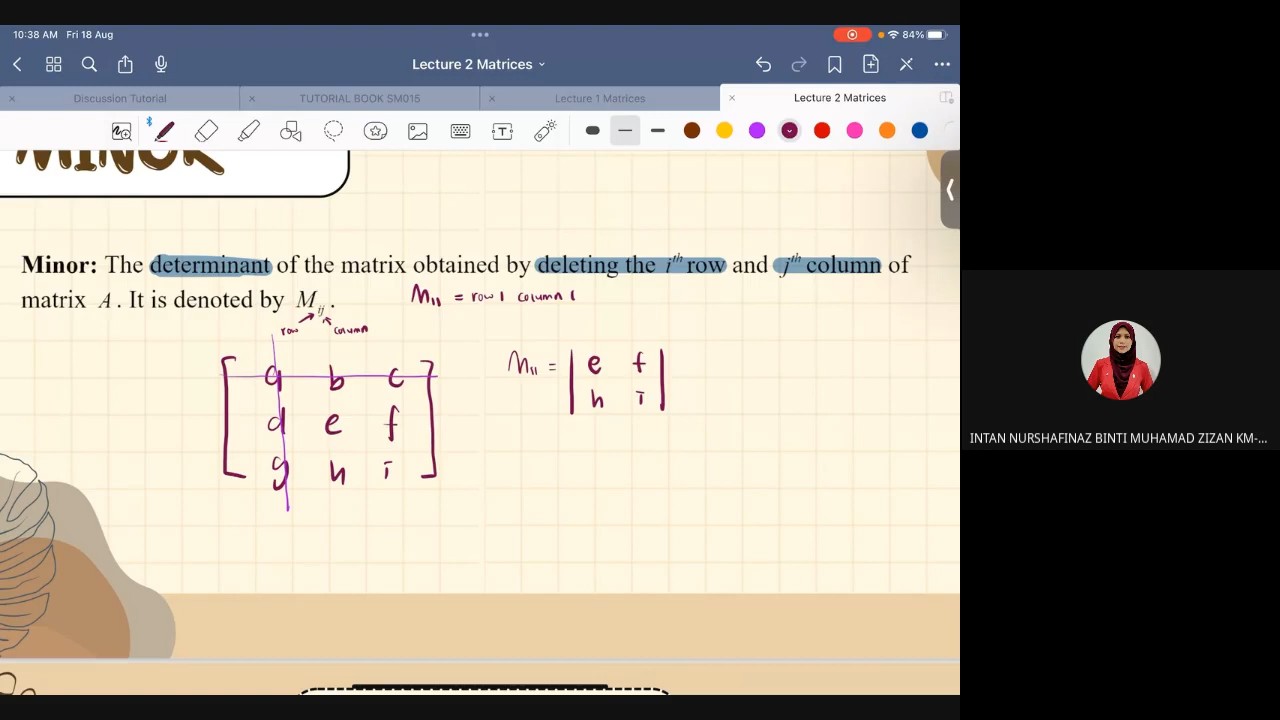 10:38 AM Fri 18 Aug
84%
Lecture 2 Matrices
Discussion Tutorial
TUTORIAL BOOK SM015
Lecture 1 Matrices
Lecture 2 Matrices
MINOR
Minor: The determinant of the matrix obtained by deleting the i^th row and j^th column of
matrix A. It is denoted by M_ij.
M_11 = row 1 column 1
row column
a b c
d e f
g h i
M_11 = | e f |
| h i |
INTAN NURSHAFINAZ BINTI MUHAMAD ZIZAN KM-...